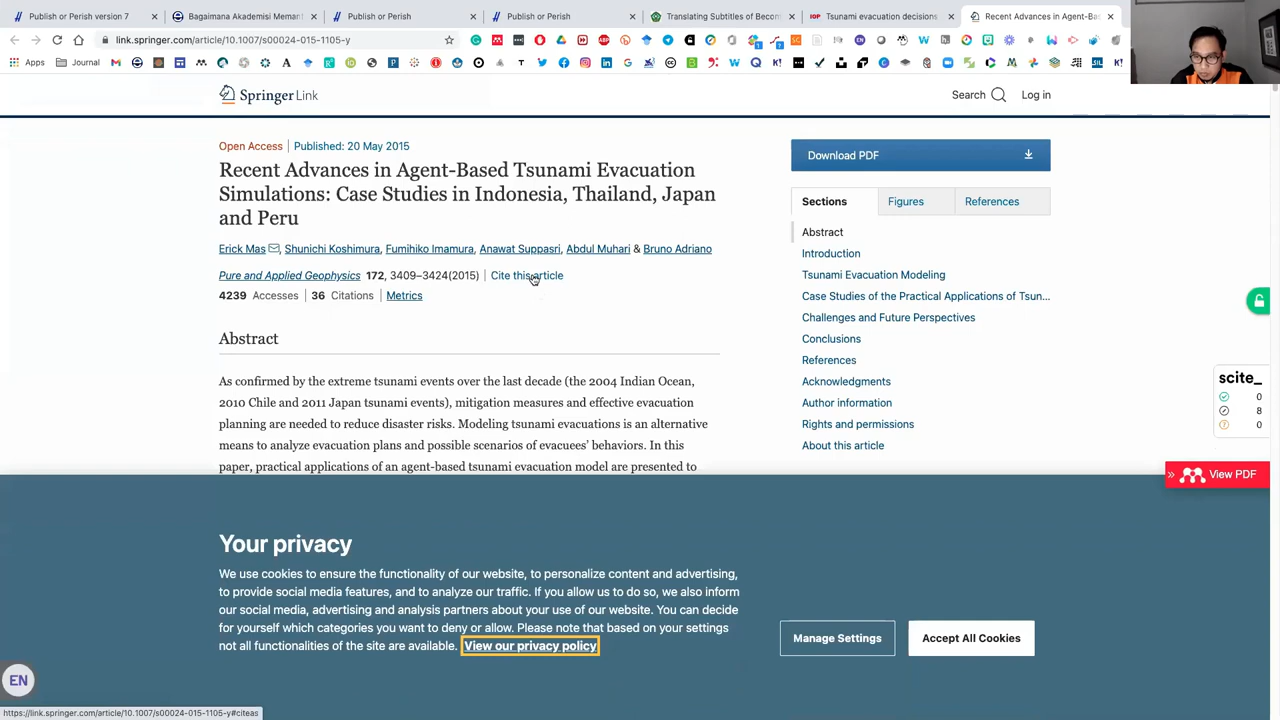 Publish or Perish version 7
Bagaimana Akademisi Memant
Publish or Perish
Publish or Perish
Translating Subtitles of Becom
IOP Tsunami evacuation decisions
Recent Advances in Agent-Bas
link.springer.com/article/10.1007/s00024-015-1105-y
Apps
Journal
Springer Link
Search
Log in
Open Access
Published: 20 May 2015
Recent Advances in Agent-Based Tsunami Evacuation
Simulations: Case Studies in Indonesia, Thailand, Japan
and Peru
Erick Mas, Shunichi Koshimura, Fumihiko Imamura, Anawat Suppasri, Abdul Muhari & Bruno Adriano
Pure and Applied Geophysics 172, 3409–3424(2015)
Cite this article
4239 Accesses
36 Citations
Metrics
Abstract
As confirmed by the extreme tsunami events over the last decade (the 2004 Indian Ocean,
2010 Chile and 2011 Japan tsunami events), mitigation measures and effective evacuation
planning are needed to reduce disaster risks. Modeling tsunami evacuations is an alternative
means to analyze evacuation plans and possible scenarios of evacuees' behaviors. In this
paper, practical applications of an agent-based tsunami evacuation model are presented to
Download PDF
Sections
Figures
References
Abstract
Introduction
Tsunami Evacuation Modeling
Case Studies of the Practical Applications of Tsun...
Challenges and Future Perspectives
Conclusions
References
Acknowledgments
Author information
Rights and permissions
About this article
scite_
0
8
0
View PDF
Your privacy
We use cookies to ensure the functionality of our website, to personalize content and advertising,
to provide social media features, and to analyze our traffic. If you allow us to do so, we also inform
our social media, advertising and analysis partners about your use of our website. You can decide
for yourself which categories you want to deny or allow. Please note that based on your settings
not all functionalities of the site are available. View our privacy policy
Manage Settings
Accept All Cookies
EN
https://link.springer.com/article/10.1007/s00024-015-1105-y#citeas